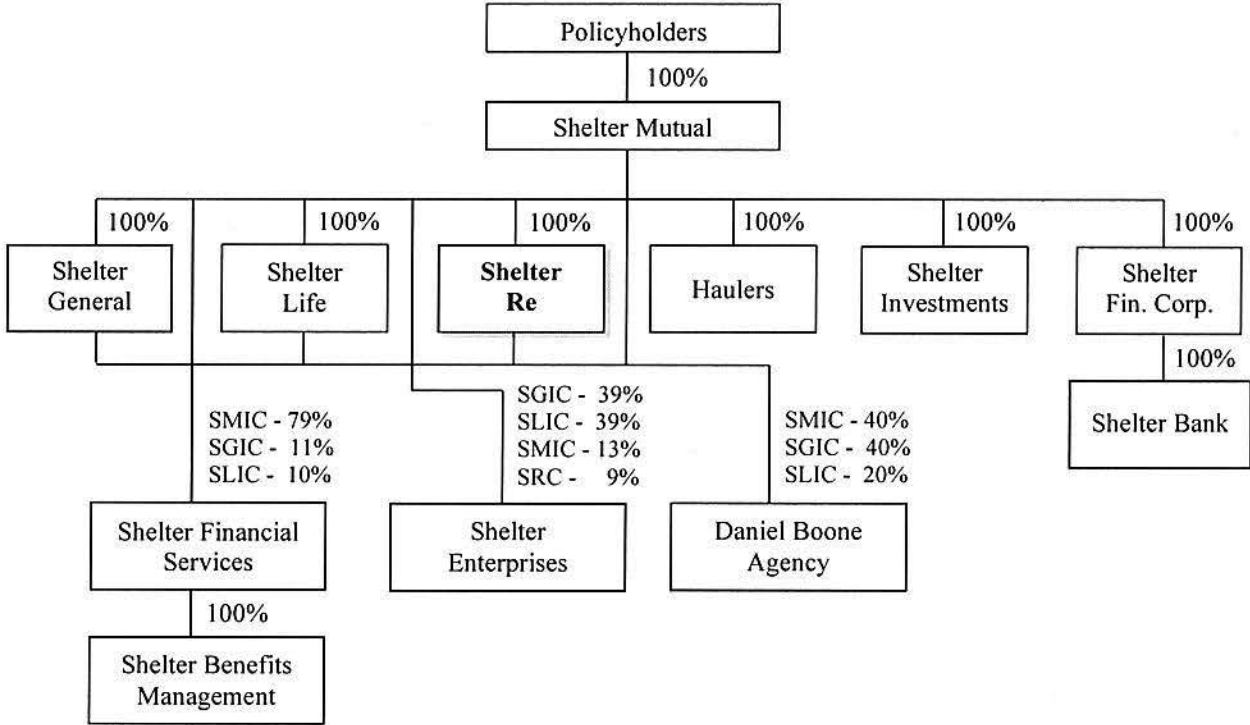 Policyholders
100%
Shelter Mutual
100%
100%
100%
100%
100%
100%
Shelter
General
Shelter
Life
Shelter
Re
Haulers
Shelter
Investments
Shelter
Fin. Corp.
100%
SMIC - 79%
SGIC - 11%
SLIC - 10%
SGIC - 39%
SLIC - 39%
SMIC - 13%
SRC - 9%
SMIC - 40%
SGIC - 40%
SLIC - 20%
Shelter Bank
Shelter Financial
Services
Shelter
Enterprises
Daniel Boone
Agency
100%
Shelter Benefits
Management